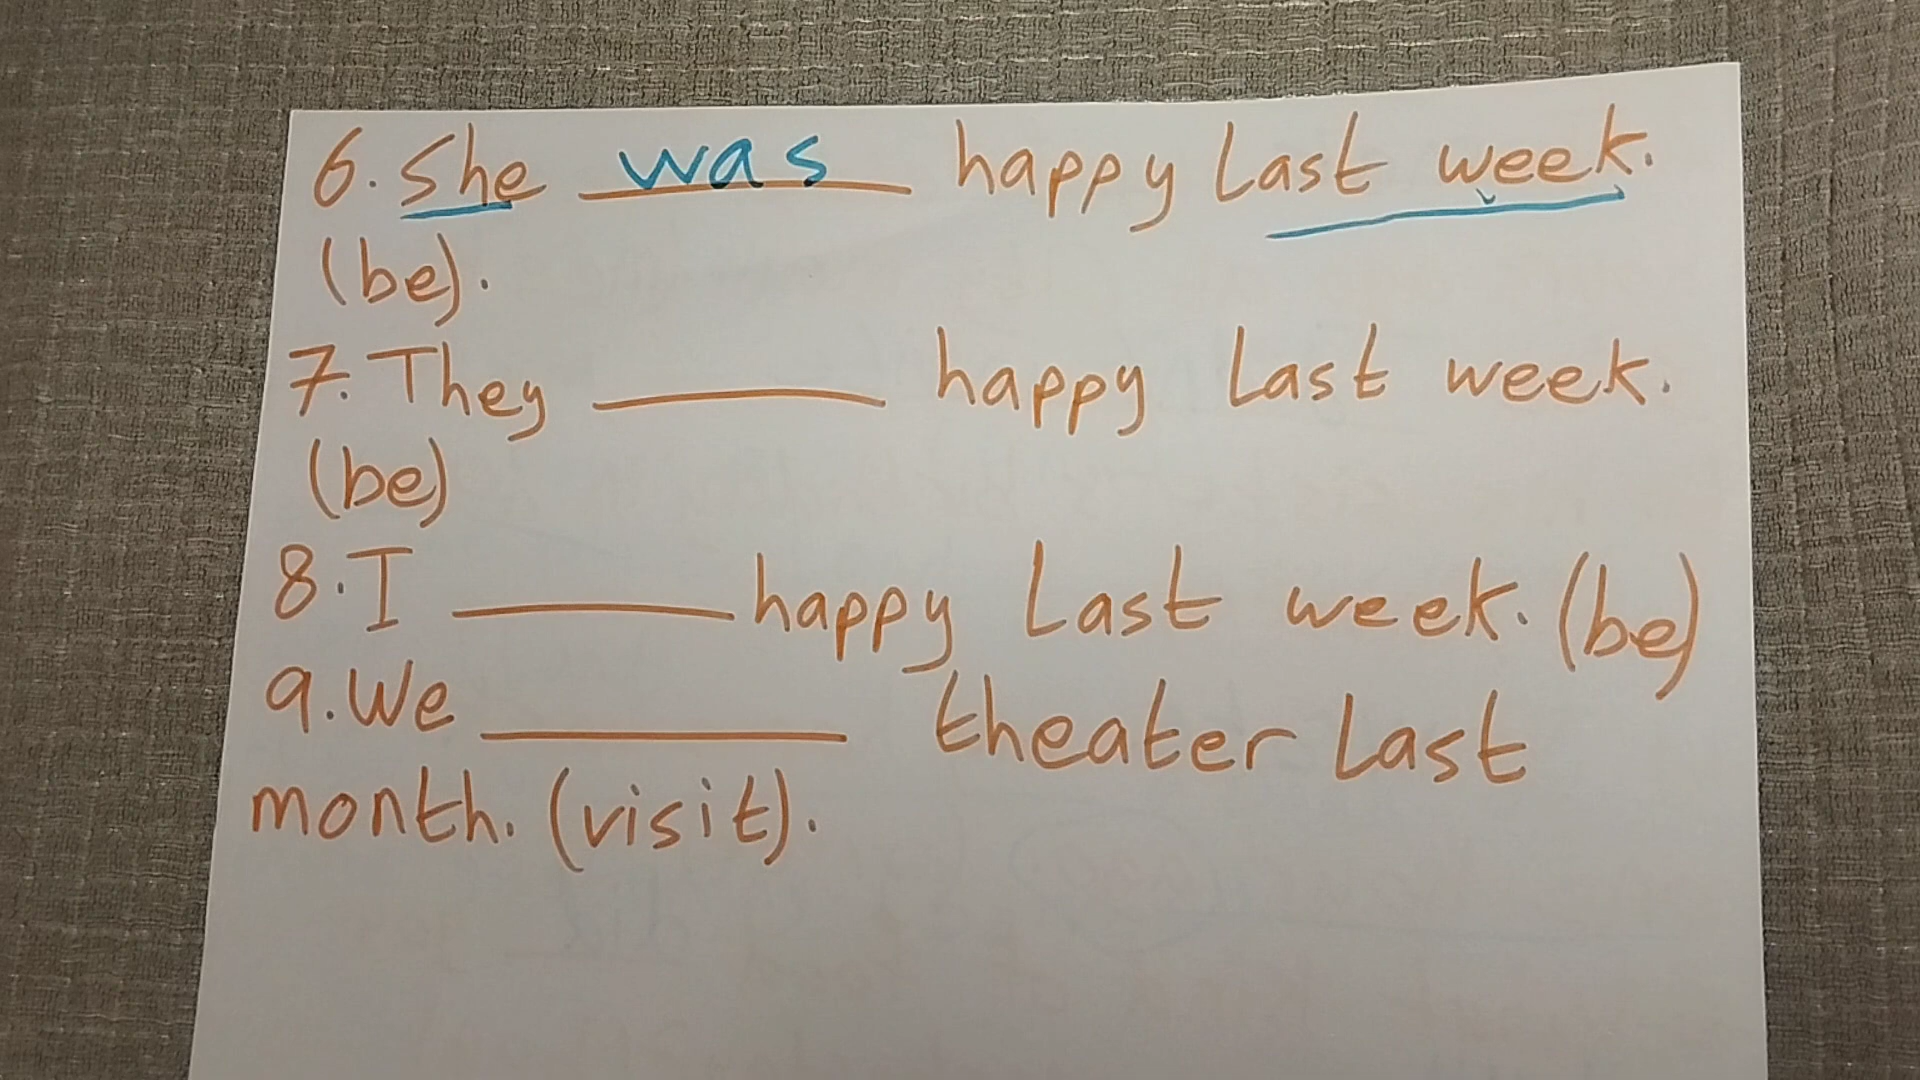 6. She was happy last week.
(be).
7. They ______ happy last week.
(be)
8. I ______ happy last week. (be)
9. We ______ theater last
month. (visit).